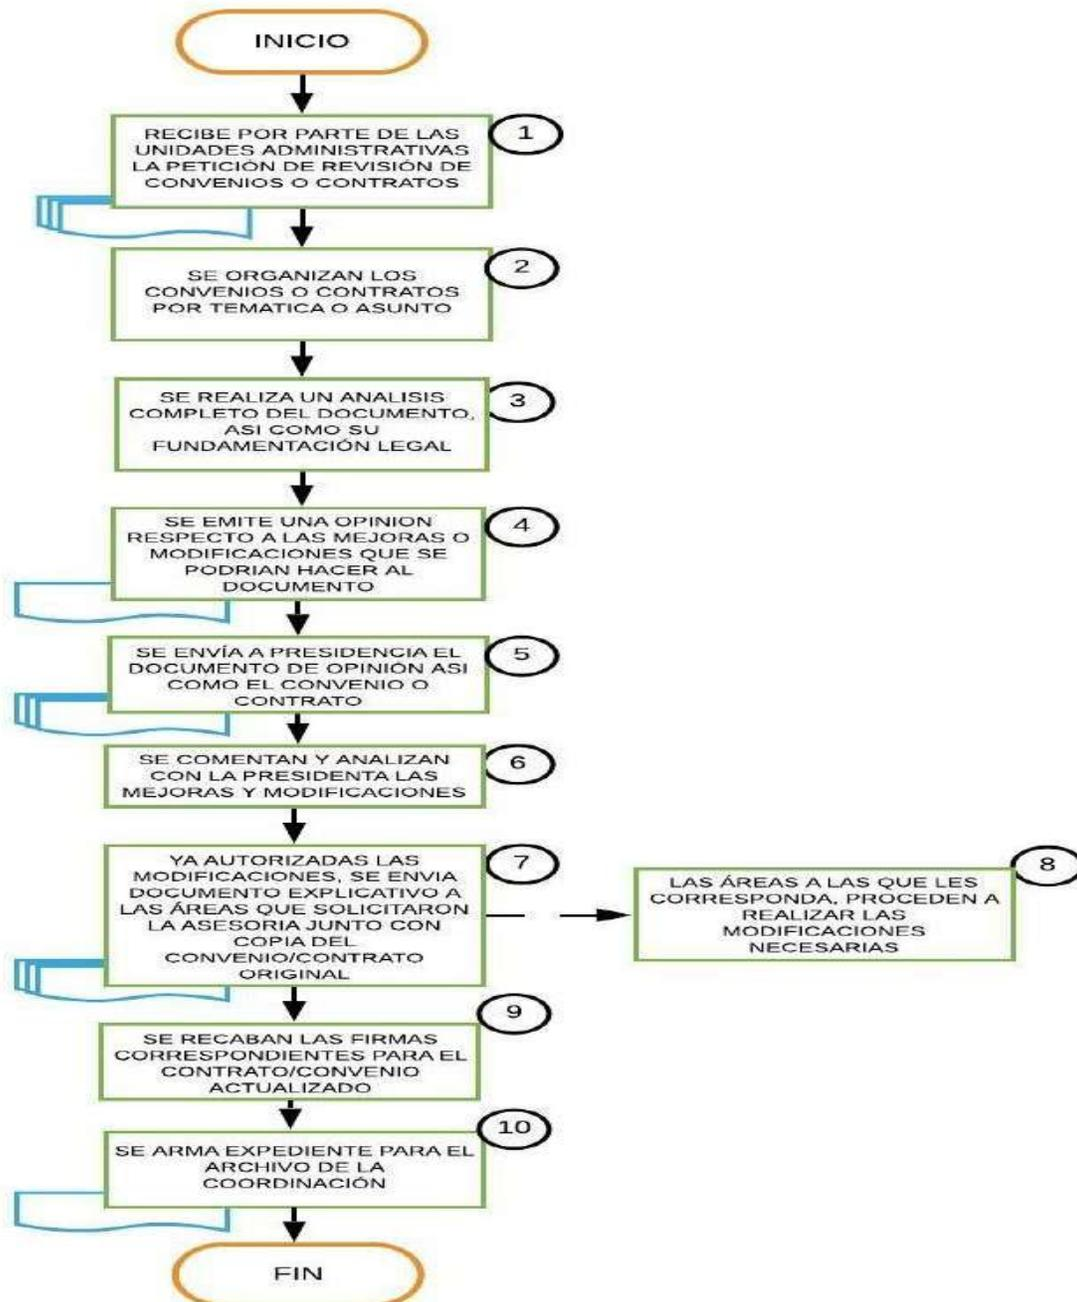 INICIO
1
RECIBE POR PARTE DE LAS
UNIDADES ADMINISTRATIVAS
LA PETICIÓN DE REVISIÓN DE
CONVENIOS O CONTRATOS
2
SE ORGANIZAN LOS
CONVENIOS O CONTRATOS
POR TEMATICA O ASUNTO
3
SE REALIZA UN ANALISIS
COMPLETO DEL DOCUMENTO,
ASI COMO SU
FUNDAMENTACIÓN LEGAL
4
SE EMITE UNA OPINION
RESPECTO A LAS MEJORAS O
MODIFICACIONES QUE SE
PODRIAN HACER AL
DOCUMENTO
5
SE ENVÍA A PRESIDENCIA EL
DOCUMENTO DE OPINIÓN ASI
COMO EL CONVENIO O
CONTRATO
6
SE COMENTAN Y ANALIZAN
CON LA PRESIDENTA LAS
MEJORAS Y MODIFICACIONES
7
YA AUTORIZADAS LAS
MODIFICACIONES, SE ENVIA
DOCUMENTO EXPLICATIVO A
LAS ÁREAS QUE SOLICITARON
LA ASESORIA JUNTO CON
COPIA DEL
CONVENIO/CONTRATO
ORIGINAL
8
LAS ÁREAS A LAS QUE LES
CORRESPONDA, PROCEDEN A
REALIZAR LAS
MODIFICACIONES
NECESARIAS
9
SE RECABAN LAS FIRMAS
CORRESPONDIENTES PARA EL
CONTRATO/CONVENIO
ACTUALIZADO
10
SE ARMA EXPEDIENTE PARA EL
ARCHIVO DE LA
COORDINACIÓN
FIN